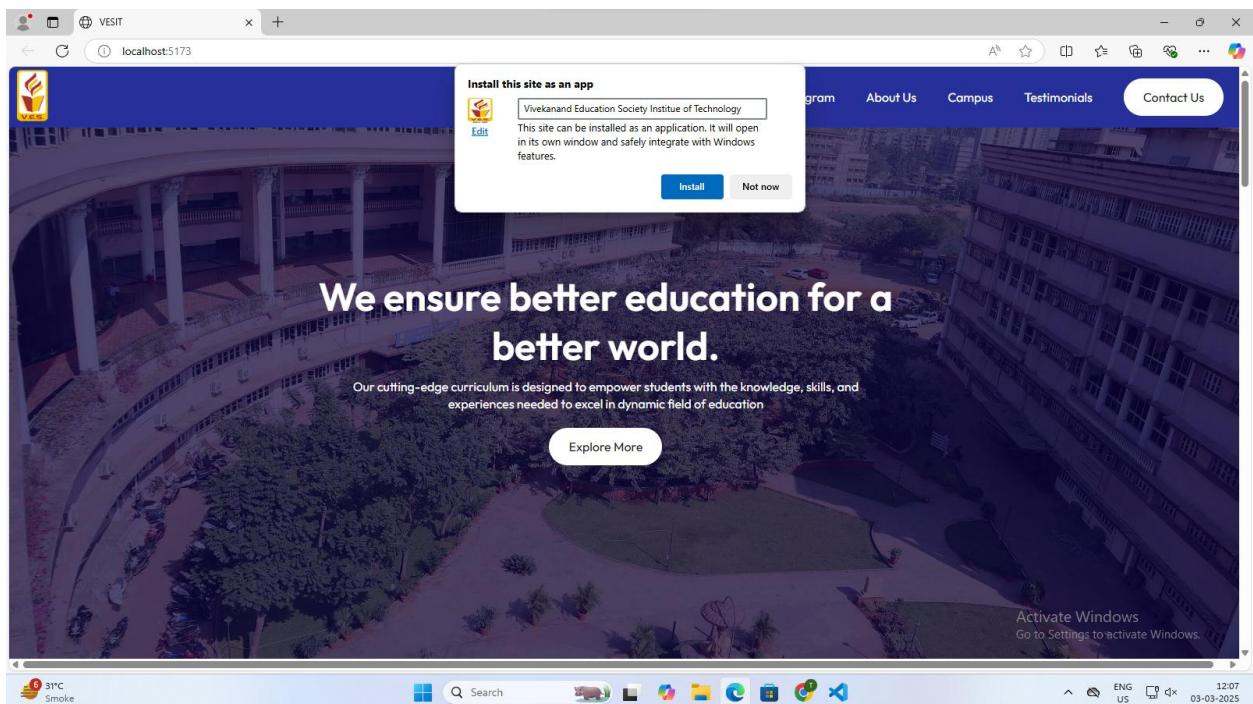 VESIT
localhost:5173
V.E.S.
Install this site as an app
Vivekanand Education Society Institue of Technology
Edit
This site can be installed as an application. It will open
in its own window and safely integrate with Windows
features.
Install Not now
gram About Us Campus Testimonials Contact Us
We ensure better education for a
better world.
Our cutting-edge curriculum is designed to empower students with the knowledge, skills, and
experiences needed to excel in dynamic field of education
Explore More
Activate Windows
Go to Settings to activate Windows.
6
31°C
Smoke
Search
ENG
US
12:07
03-03-2025